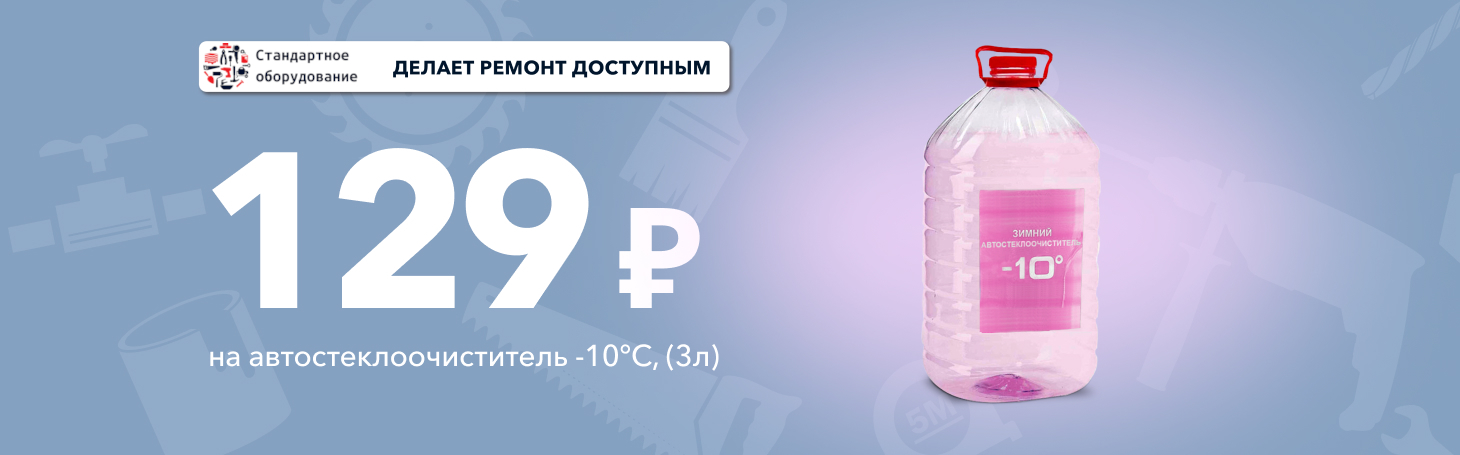 Стандартное
оборудование
ДЕЛАЕТ РЕМОНТ ДОСТУПНЫМ
129 ₽
на автостеклоочиститель -10°C, (3л)
ЗИМНИЙ
АВТОСТЕКЛООЧИСТИТЕЛЬ
-10°
5М